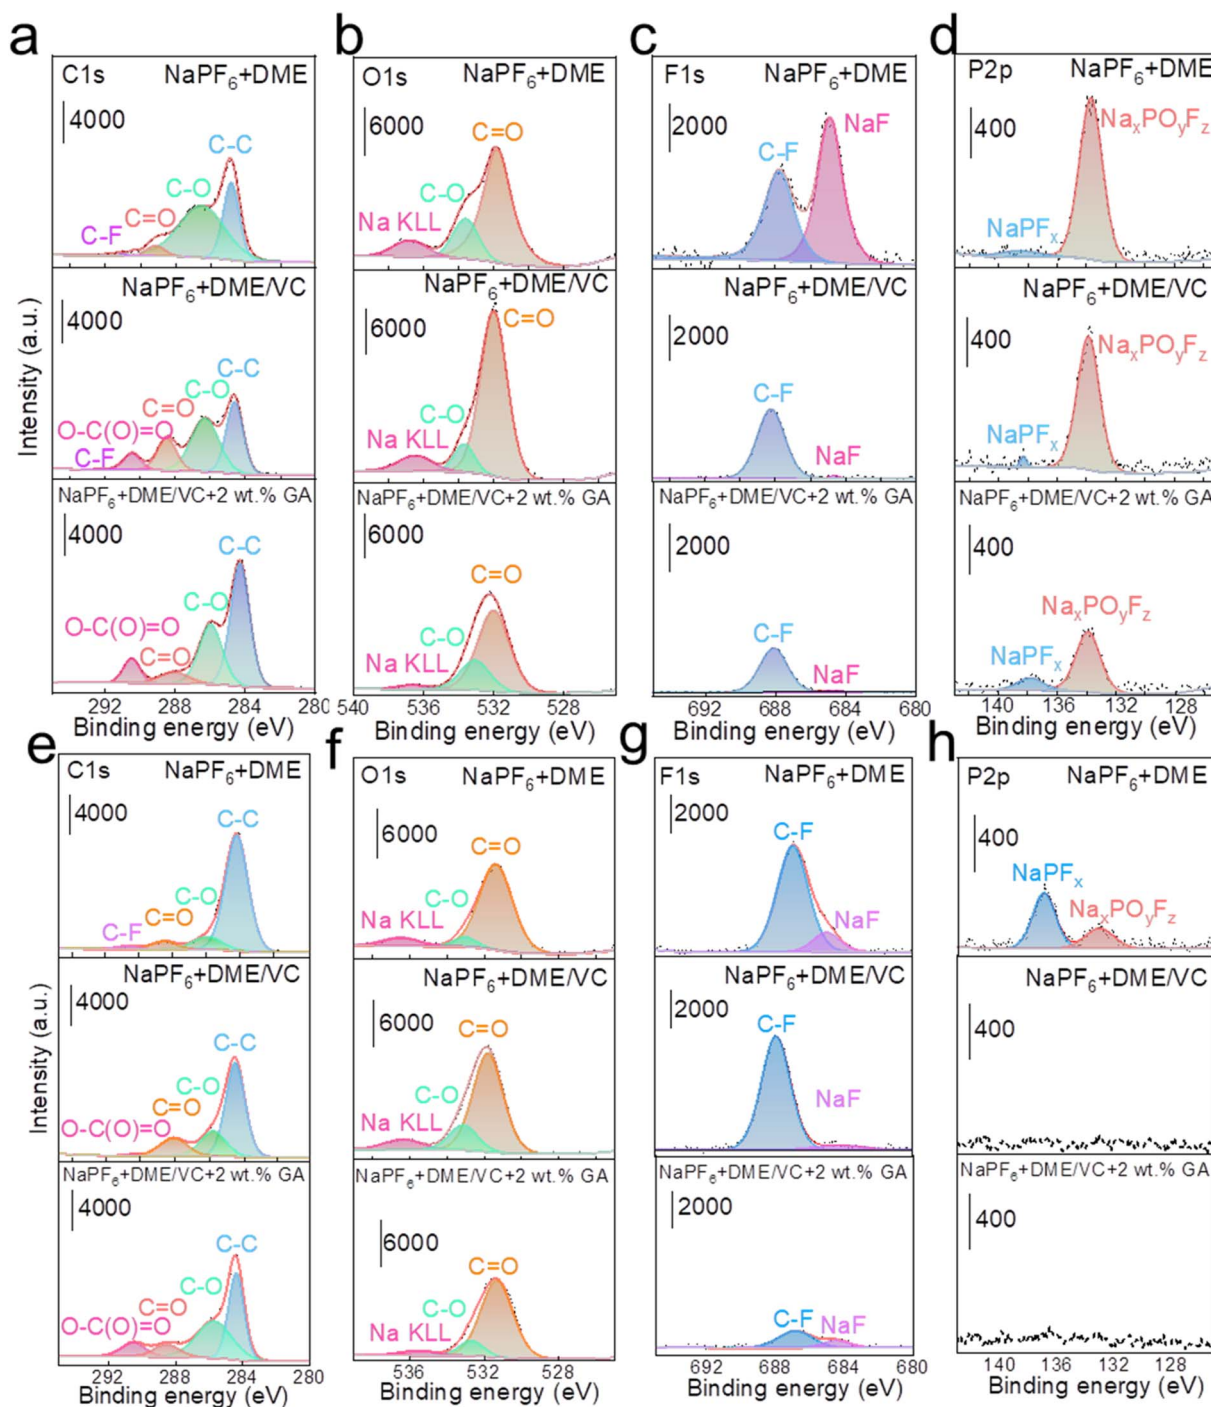 a
C1s
NaPF₆+DME
4000
C-C
C-O
C=O
C-F
NaPF₆+DME/VC
4000
C-C
C-O
C=O
O-C(O)=O
C-F
NaPF₆+DME/VC+2 wt.% GA
4000
C-C
C-O
O-C(O)=O
C=O
292 288 284 280
Binding energy (eV)
Intensity (a.u.)
b
O1s
NaPF₆+DME
6000
C=O
C-O
Na KLL
NaPF₆+DME/VC
6000
C=O
C-O
Na KLL
NaPF₆+DME/VC+2 wt.% GA
6000
C=O
C-O
Na KLL
540 536 532 528
Binding energy (eV)
c
F1s
NaPF₆+DME
2000
NaF
C-F
NaPF₆+DME/VC
2000
C-F
NaF
NaPF₆+DME/VC+2 wt.% GA
2000
C-F
NaF
692 688 684 680
Binding energy (eV)
d
P2p
NaPF₆+DME
400
NaₓPOᵧF_z
NaPFₓ
NaPF₆+DME/VC
400
NaₓPOᵧF_z
NaPFₓ
NaPF₆+DME/VC+2 wt.% GA
400
NaₓPOᵧF_z
NaPFₓ
140 136 132 128
Binding energy (eV)
e
C1s
NaPF₆+DME
4000
C-C
C-O
C=O
C-F
NaPF₆+DME/VC
4000
C-C
C-O
C=O
O-C(O)=O
NaPF₆+DME/VC+2 wt.% GA
4000
C-C
C-O
C=O
O-C(O)=O
292 288 284 280
Binding energy (eV)
Intensity (a.u.)
f
O1s
NaPF₆+DME
6000
C=O
C-O
Na KLL
NaPF₆+DME/VC
6000
C=O
C-O
Na KLL
NaPF₆+DME/VC+2 wt.% GA
6000
C=O
C-O
Na KLL
536 532 528
Binding energy (eV)
g
F1s
NaPF₆+DME
2000
C-F
NaF
NaPF₆+DME/VC
2000
C-F
NaF
NaPF₆+DME/VC+2 wt.% GA
2000
C-F
NaF
692 688 684 680
Binding energy (eV)
h
P2p
NaPF₆+DME
400
NaPFₓ
NaₓPOᵧF_z
NaPF₆+DME/VC
400
NaPF₆+DME/VC+2 wt.% GA
400
140 136 132 128
Binding energy (eV)